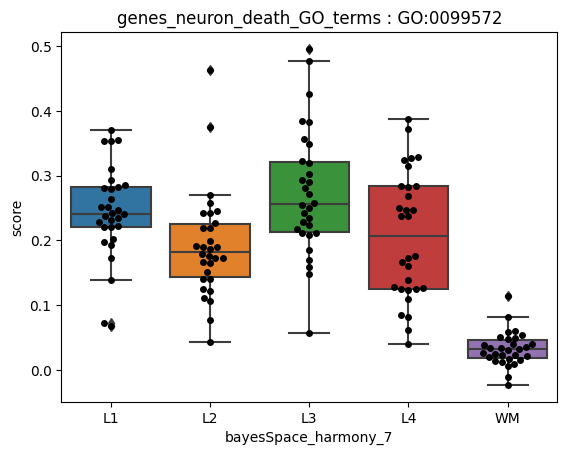 genes_neuron_death_GO_terms : GO:0099572
0.5
0.4
0.3
0.2
0.1
0.0
score
L1 L2 L3 L4 WM
bayesSpace_harmony_7